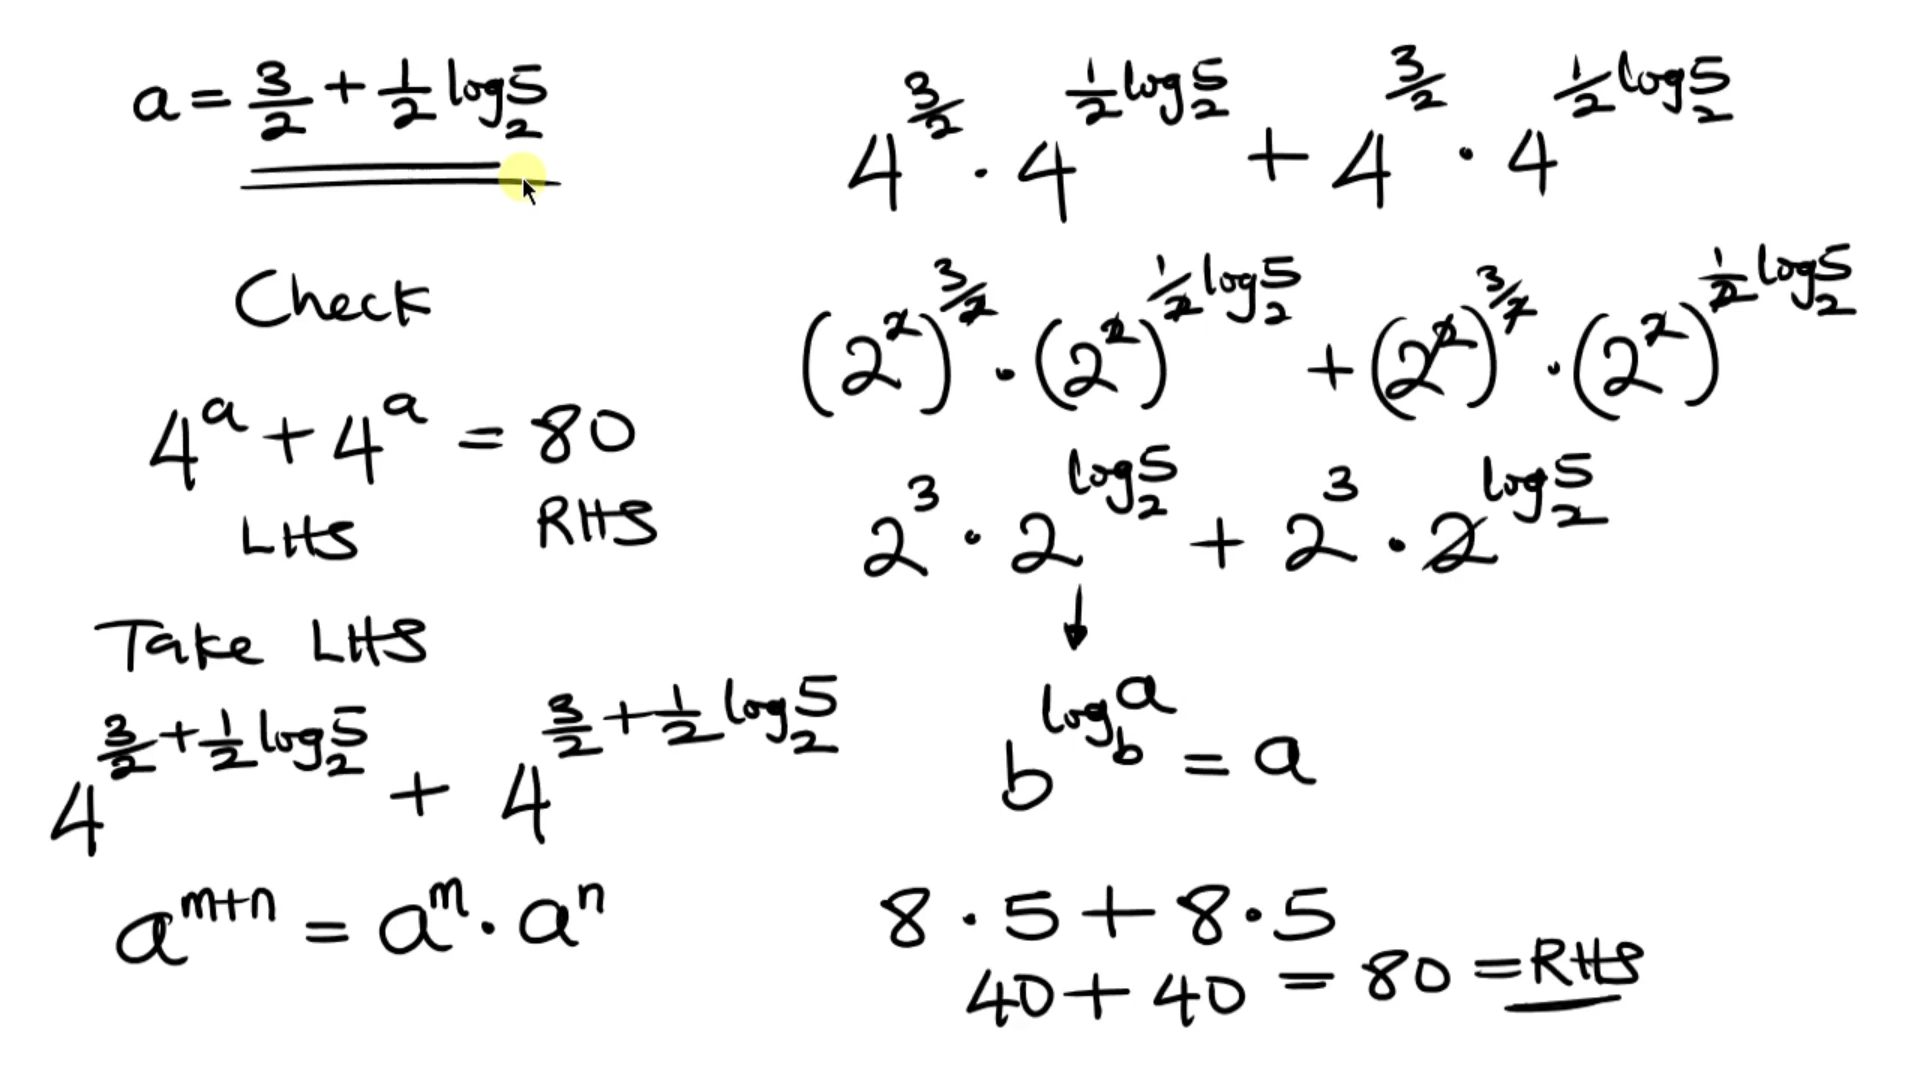 a = 3/2 + 1/2 log₂5
Check
4^a + 4^a = 80
LHS RHS
Take LHS
4^(3/2 + 1/2 log₂5) + 4^(3/2 + 1/2 log₂5)
a^(m+n) = a^m · a^n
4^(3/2) · 4^(1/2 log₂5) + 4^(3/2) · 4^(1/2 log₂5)
(2²)^(3/2) · (2²)^(1/2 log₂5) + (2²)^(3/2) · (2²)^(1/2 log₂5)
2³ · 2^(log₂5) + 2³ · 2^(log₂5)
↓
b^(log_b a) = a
8 · 5 + 8 · 5
40 + 40 = 80 = RHS